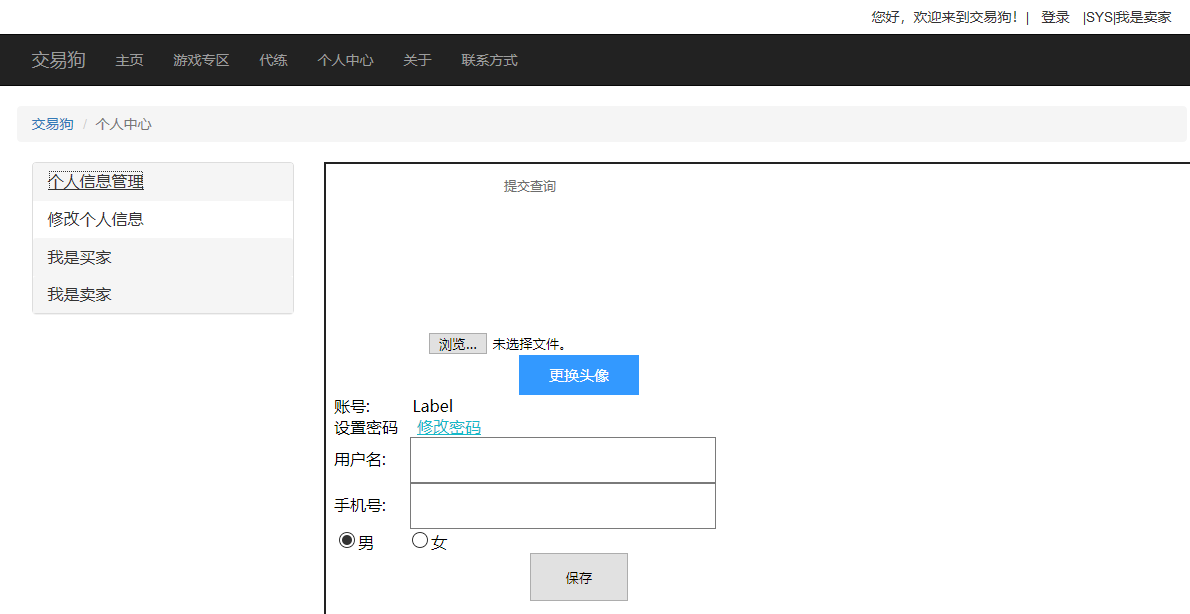 您好，欢迎来到交易狗！| 登录 |SYS|我是卖家
交易狗 主页 游戏专区 代练 个人中心 关于 联系方式
交易狗 / 个人中心
个人信息管理
修改个人信息
我是买家
我是卖家
提交查询
浏览... 未选择文件。
更换头像
账号: Label
设置密码 修改密码
用户名:
手机号:
男 女
保存